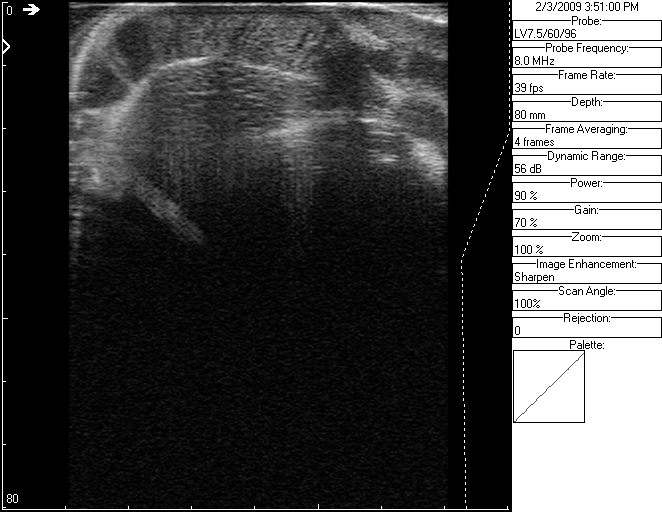 2/3/2009 3:51:00 PM
Probe:
LV7.5/60/96
Probe Frequency:
8.0 MHz
Frame Rate:
39 fps
Depth:
80 mm
Frame Averaging:
4 frames
Dynamic Range:
56 dB
Power:
90 %
Gain:
70 %
Zoom:
100 %
Image Enhancement:
Sharpen
Scan Angle:
100%
Rejection:
0
Palette:
0
80